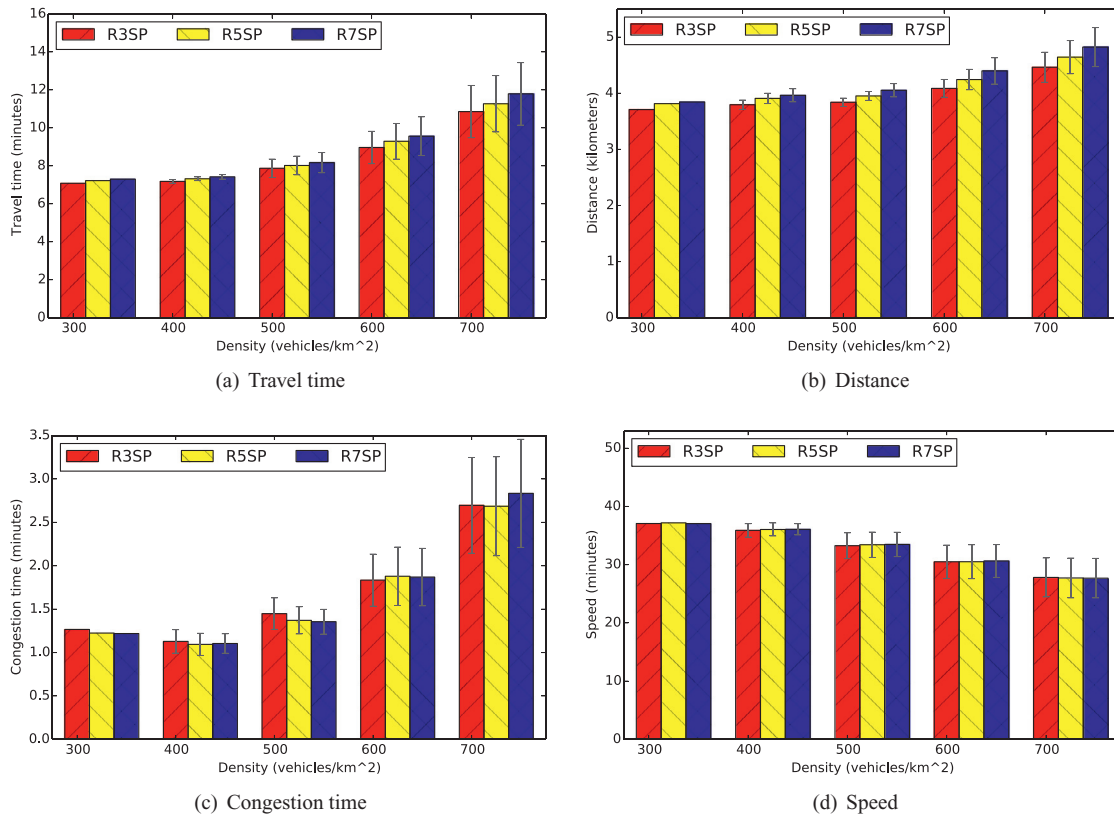 16
14
12
10
8
6
4
2
0
Travel time (minutes)
R3SP R5SP R7SP
300 400 500 600 700
Density (vehicles/km^2)
(a) Travel time
5
4
3
2
1
0
Distance (kilometers)
R3SP R5SP R7SP
300 400 500 600 700
Density (vehicles/km^2)
(b) Distance
3.5
3.0
2.5
2.0
1.5
1.0
0.5
0.0
Congestion time (minutes)
R3SP R5SP R7SP
300 400 500 600 700
Density (vehicles/km^2)
(c) Congestion time
50
40
30
20
10
0
Speed (minutes)
R3SP R5SP R7SP
300 400 500 600 700
Density (vehicles/km^2)
(d) Speed